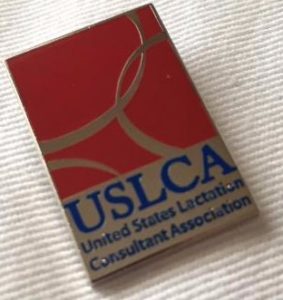 USLCA
United States Lactation
Consultant Association